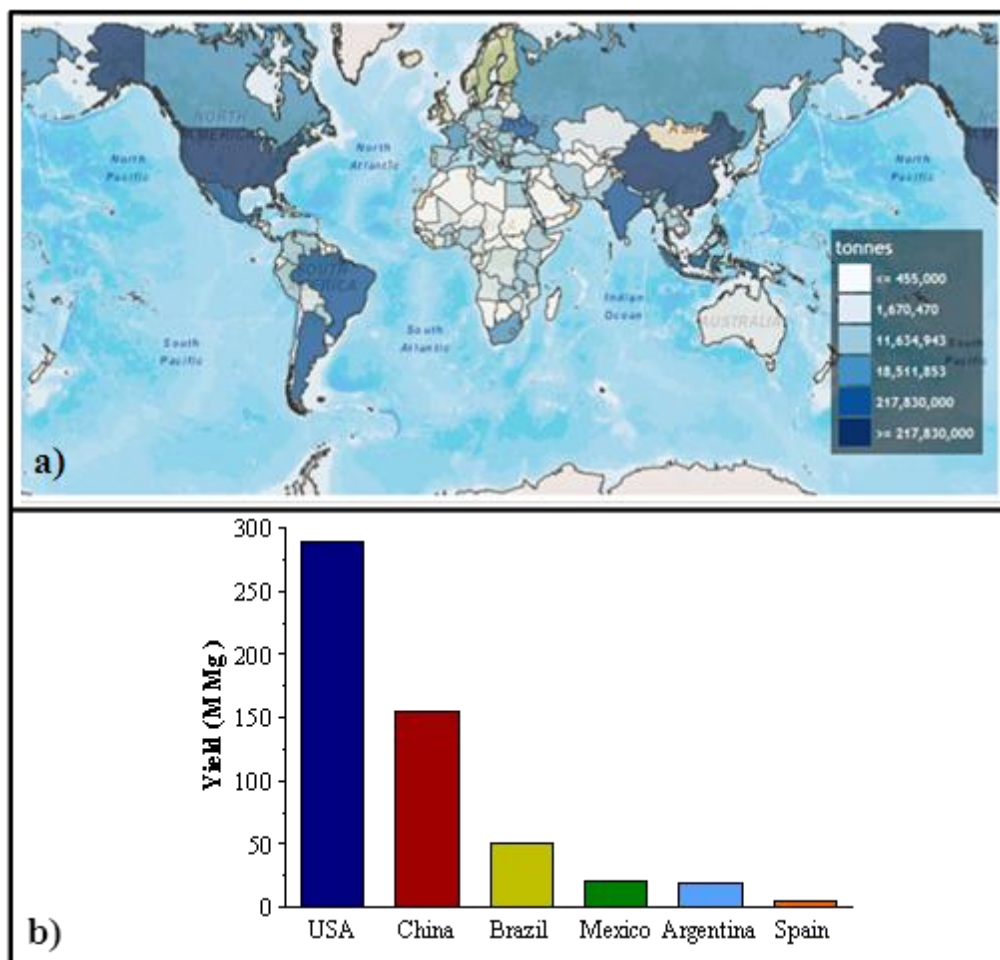 NORTH
AMERICA
North
Pacific
North
Atlantic
North
Pacific
SOUTH
AMERICA
South
Pacific
South
Atlantic
Indian
Ocean
AUSTRALIA
South
Pacific
tonnes
<= 455,000
1,670,470
11,634,943
18,511,853
217,830,000
>= 217,830,000
a)
300
250
200
150
100
50
0
Yield (M Mg)
USA China Brazil Mexico Argentina Spain
b)